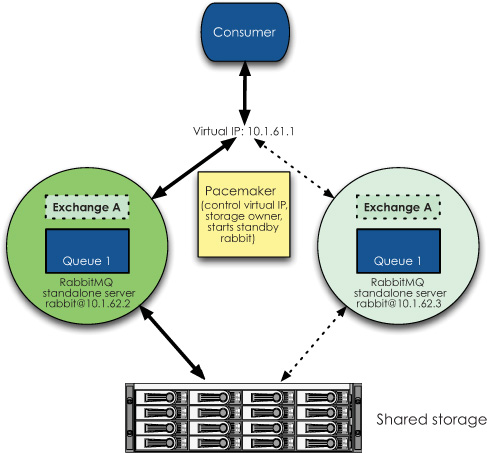 Consumer
Virtual IP: 10.1.61.1
Pacemaker
(control virtual IP,
storage owner,
starts standby
rabbit)
Exchange A
Queue 1
RabbitMQ
standalone server
rabbit@10.1.62.2
Exchange A
Queue 1
RabbitMQ
standalone server
rabbit@10.1.62.3
Shared storage